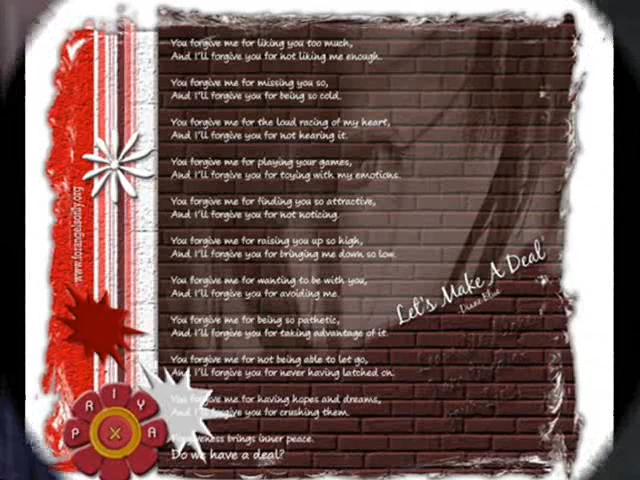 You forgive me for liking you too much,
And I'll forgive you for not liking me enough.
You forgive me for missing you so,
And I'll forgive you for being so cold.
You forgive me for the loud racing of my heart,
And I'll forgive you for not hearing it.
You forgive me for playing your games,
And I'll forgive you for toying with my emotions.
You forgive me for finding you so attractive,
And I'll forgive you for not noticing.
You forgive me for raising you up so high,
And I'll forgive you for bringing me down so low.
You forgive me for wanting to be with you,
And I'll forgive you for avoiding me.
You forgive me for being so pathetic,
And I'll forgive you for taking advantage of it.
You forgive me for not being able to let go,
And I'll forgive you for never having latched on.
You forgive me for having hopes and dreams,
And I'll forgive you for crushing them.
Forgiveness brings inner peace.
Do we have a deal?
Let's Make A Deal
www.forangelsonly.org
P R I Y A
X